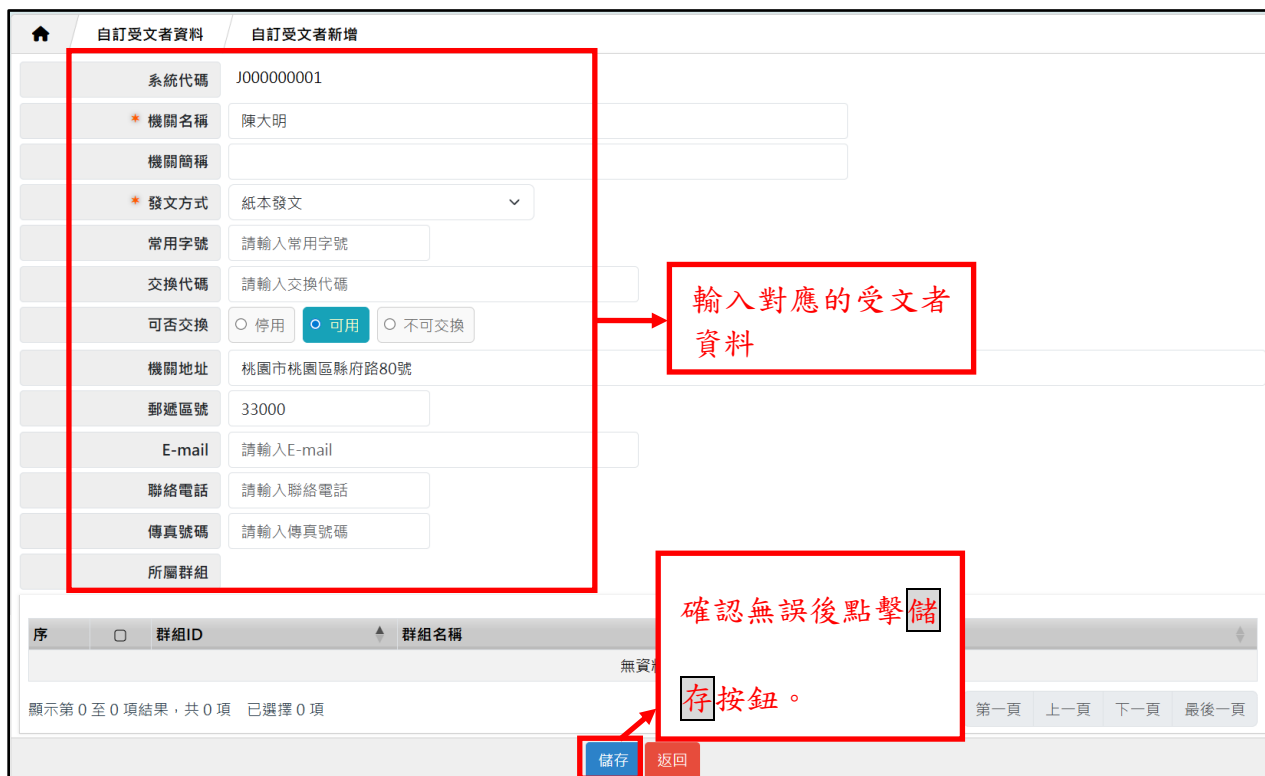 自訂受文者資料 自訂受文者新增
系統代碼 J000000001
* 機關名稱 陳大明
機關簡稱
* 發文方式 紙本發文
常用字號 請輸入常用字號
交換代碼 請輸入交換代碼
可否交換 停用 可用 不可交換
輸入對應的受文者
資料
機關地址 桃園市桃園區縣府路80號
郵遞區號 33000
E-mail 請輸入E-mail
聯絡電話 請輸入聯絡電話
傳真號碼 請輸入傳真號碼
所屬群組
確認無誤後點擊儲
存按鈕。
序 群組ID 群組名稱
無資
顯示第 0 至 0 項結果，共 0 項 已選擇 0 項 第一頁 上一頁 下一頁 最後一頁
儲存 返回